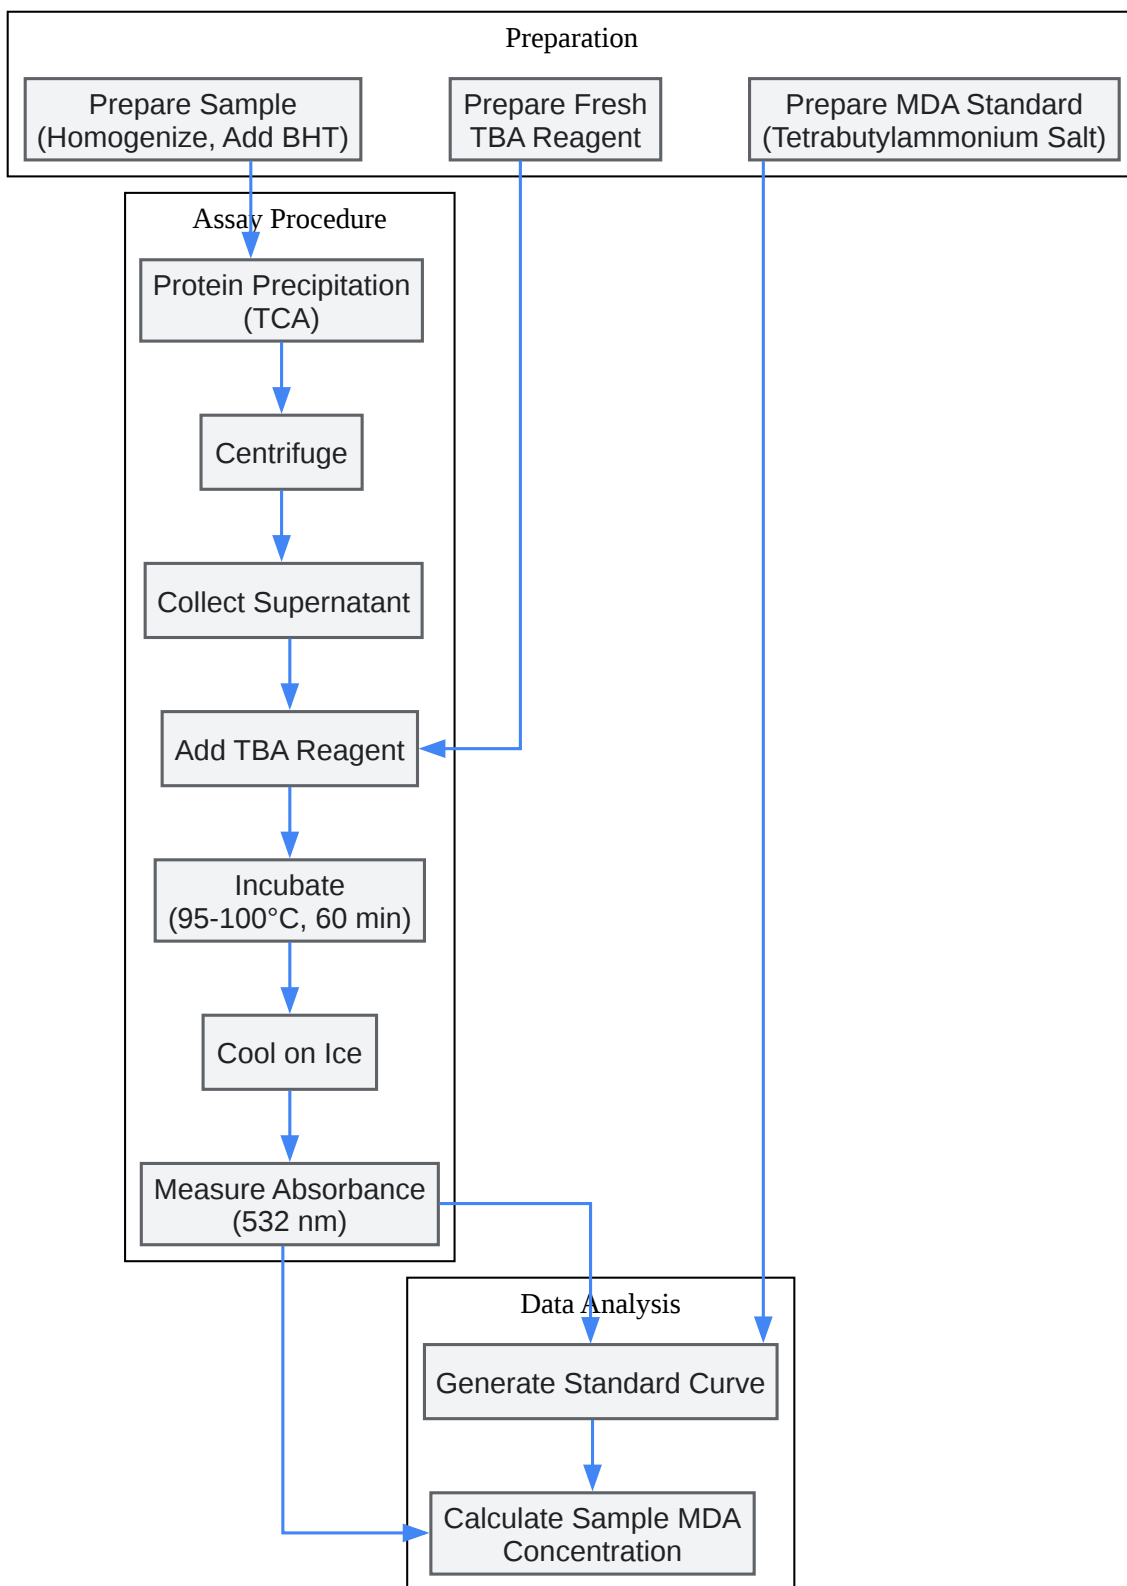 Preparation
Prepare Sample
(Homogenize, Add BHT)
Prepare Fresh
TBA Reagent
Prepare MDA Standard
(Tetrabutylammonium Salt)
Assay Procedure
Protein Precipitation
(TCA)
Centrifuge
Collect Supernatant
Add TBA Reagent
Incubate
(95-100°C, 60 min)
Cool on Ice
Measure Absorbance
(532 nm)
Data Analysis
Generate Standard Curve
Calculate Sample MDA
Concentration